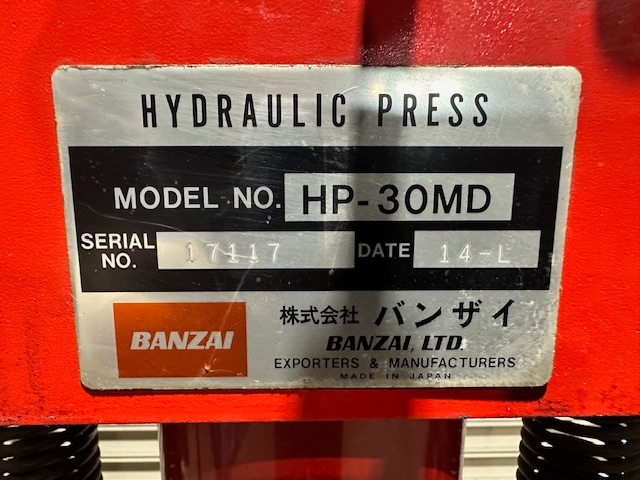 HYDRAULIC PRESS
MODEL NO. HP-30MD
SERIAL NO. 17117 DATE 14-L
BANZAI
株式会社 バンザイ
BANZAI, LTD.
EXPORTERS & MANUFACTURERS
MADE IN JAPAN